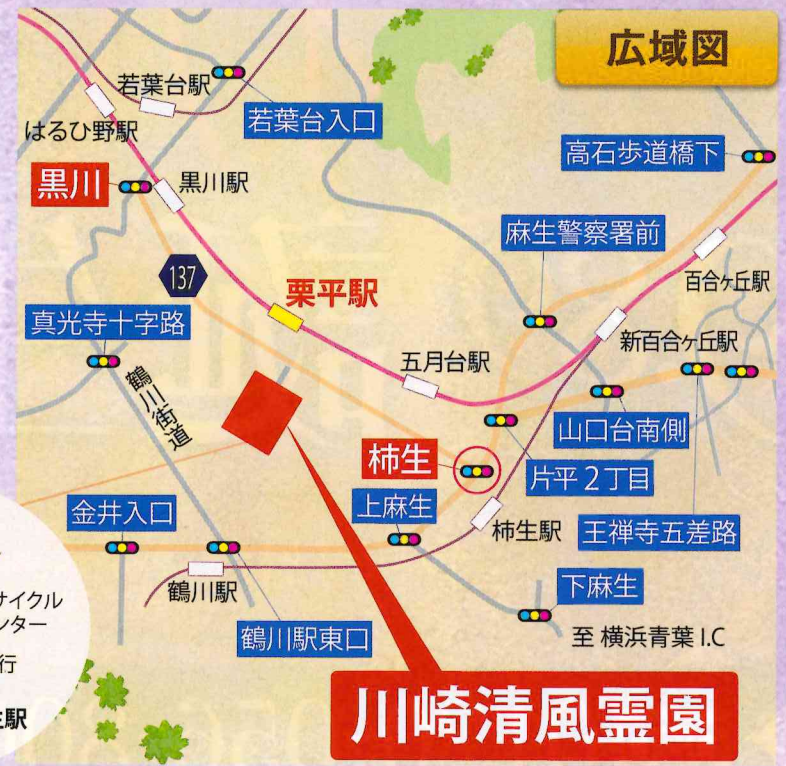 広域図
若葉台駅
若葉台入口
はるひ野駅
高石歩道橋下
黒川
黒川駅
麻生警察署前
137
栗平駅
百合ヶ丘駅
真光寺十字路
新百合ヶ丘駅
五月台駅
鶴川街道
山口台南側
柿生
片平2丁目
金井入口
上麻生
柿生駅
王禅寺五差路
サイクル
ンター
鶴川駅
下麻生
鶴川駅東口
至 横浜青葉 I.C
行
駅
川崎清風霊園